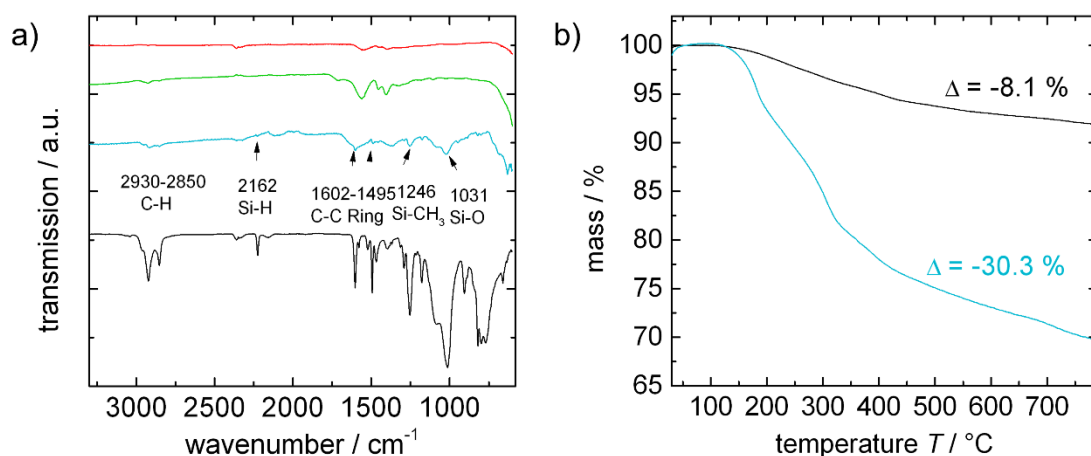 a)
transmission / a.u.
2930-2850
C-H
2162
Si-H
1602-1495
C-C Ring
1246
Si-CH₃
1031
Si-O
3000 2500 2000 1500 1000
wavenumber / cm⁻¹
b)
mass / %
100
95
90
85
80
75
70
65
Δ = -8.1 %
Δ = -30.3 %
100 200 300 400 500 600 700
temperature T / °C